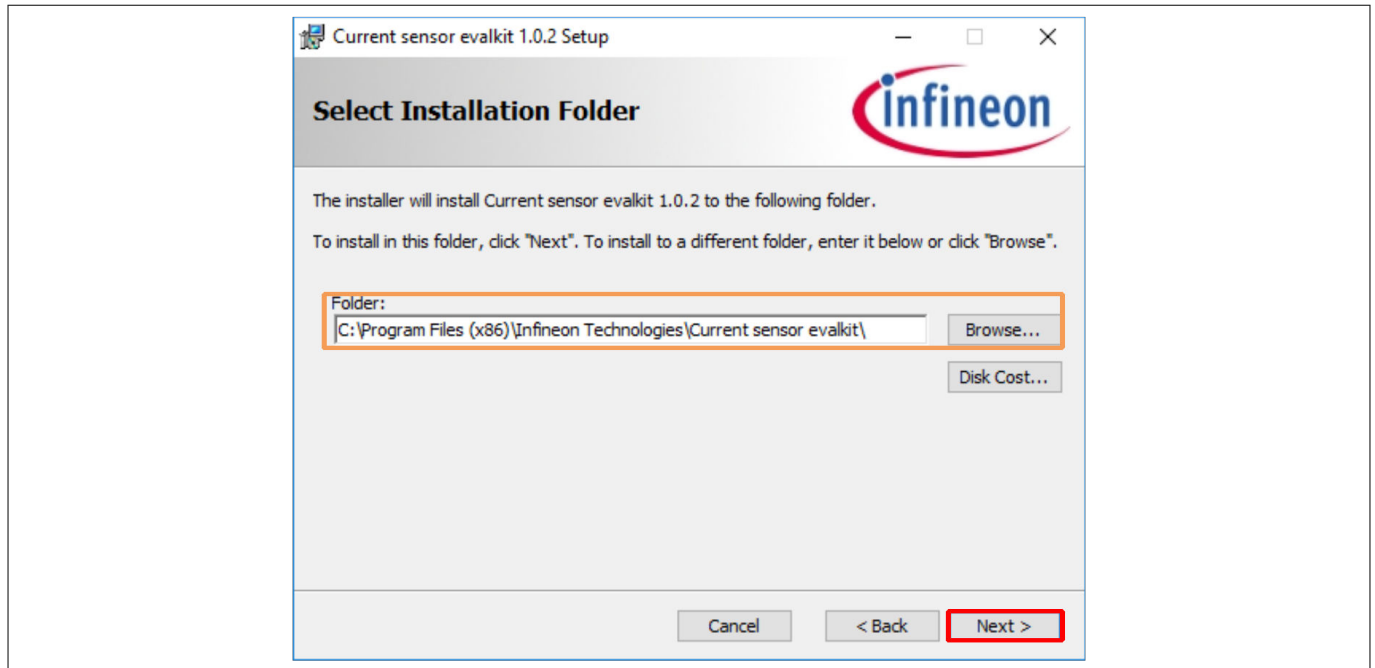 Current sensor evalkit 1.0.2 Setup
Select Installation Folder
infineon
The installer will install Current sensor evalkit 1.0.2 to the following folder.
To install in this folder, click "Next". To install to a different folder, enter it below or click "Browse".
Folder:
C:\Program Files (x86)\Infineon Technologies\Current sensor evalkit\
Browse...
Disk Cost...
Cancel
< Back
Next >